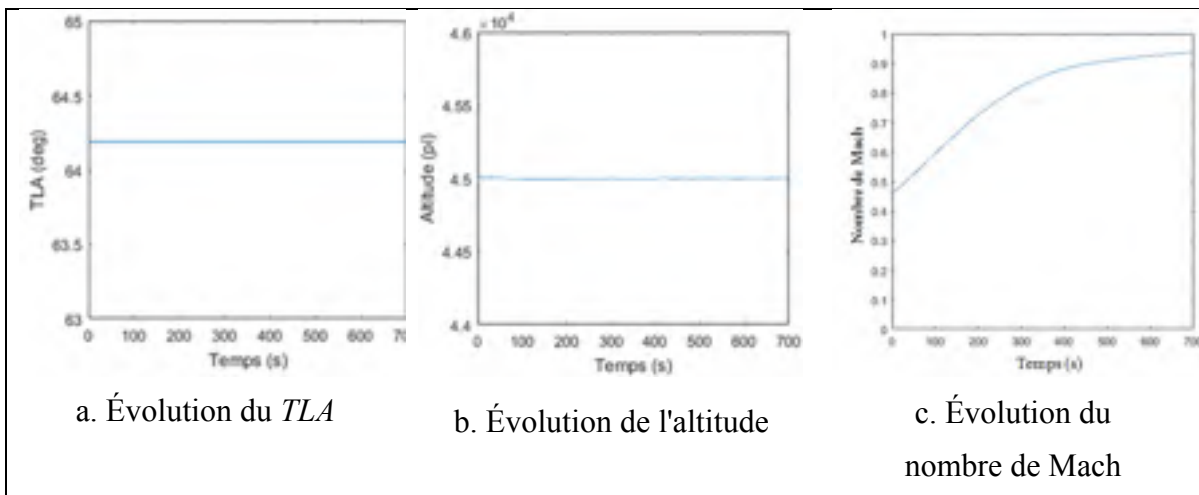 65
64.5
64
63.5
63
TLA (deg)
0 100 200 300 400 500 600 700
Temps (s)
a. Évolution du TLA
× 10⁴
4.6
4.55
4.5
4.45
4.4
Altitude (pi)
0 100 200 300 400 500 600 700
Temps (s)
b. Évolution de l'altitude
1
0.9
0.8
0.7
0.6
0.5
0.4
0.3
0.2
0.1
0
Nombre de Mach
0 100 200 300 400 500 600 700
Temps (s)
c. Évolution du
nombre de Mach